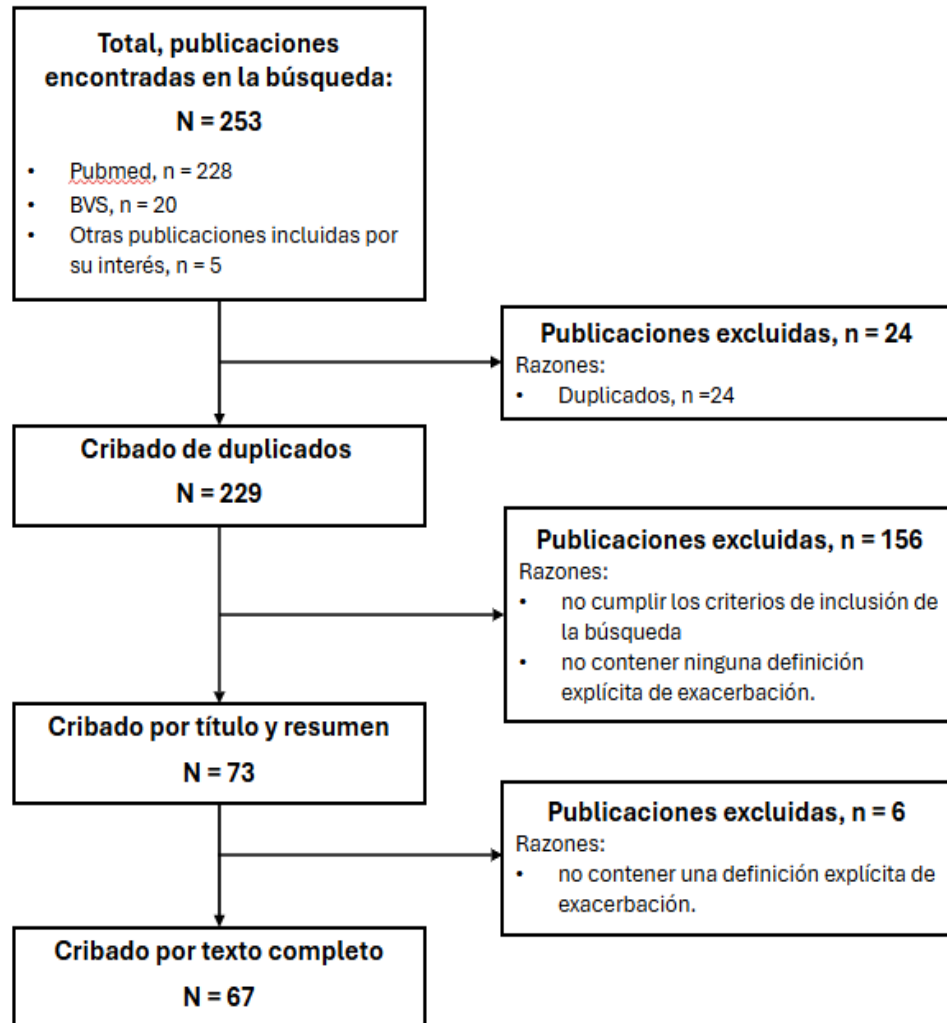 Total, publicaciones
encontradas en la búsqueda:
N = 253
• Pubmed, n = 228
• BVS, n = 20
• Otras publicaciones incluidas por
su interés, n = 5
Publicaciones excluidas, n = 24
Razones:
• Duplicados, n =24
Cribado de duplicados
N = 229
Publicaciones excluidas, n = 156
Razones:
• no cumplir los criterios de inclusión de
la búsqueda
• no contener ninguna definición
explícita de exacerbación.
Cribado por título y resumen
N = 73
Publicaciones excluidas, n = 6
Razones:
• no contener una definición explícita de
exacerbación.
Cribado por texto completo
N = 67